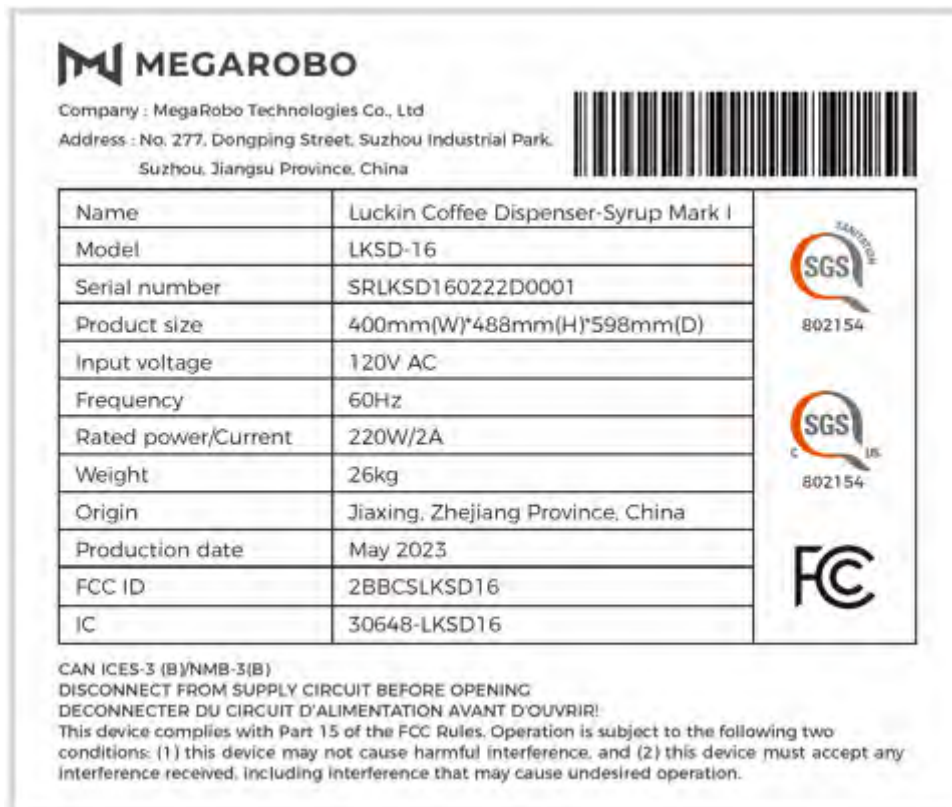 MEGAROBO
Company : MegaRobo Technologies Co., Ltd
Address : No. 277, Dongping Street, Suzhou Industrial Park,
Suzhou, Jiangsu Province, China
Name Luckin Coffee Dispenser-Syrup Mark I
Model LKSD-16
Serial number SRLKSD160222D0001
Product size 400mm(W)*488mm(H)*598mm(D)
Input voltage 120V AC
Frequency 60Hz
Rated power/Current 220W/2A
Weight 26kg
Origin Jiaxing, Zhejiang Province, China
Production date May 2023
FCC ID 2BBCSLKSD16
IC 30648-LKSD16
SANITATION
SGS
802154
SGS
C US
802154
FC
CAN ICES-3 (B)/NMB-3(B)
DISCONNECT FROM SUPPLY CIRCUIT BEFORE OPENING
DECONNECTER DU CIRCUIT D'ALIMENTATION AVANT D'OUVRIR!
This device complies with Part 15 of the FCC Rules. Operation is subject to the following two
conditions: (1) this device may not cause harmful interference, and (2) this device must accept any
interference received, including interference that may cause undesired operation.